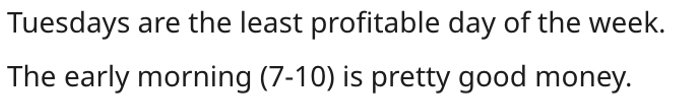 Tuesdays are the least profitable day of the week.
The early morning (7-10) is pretty good money.